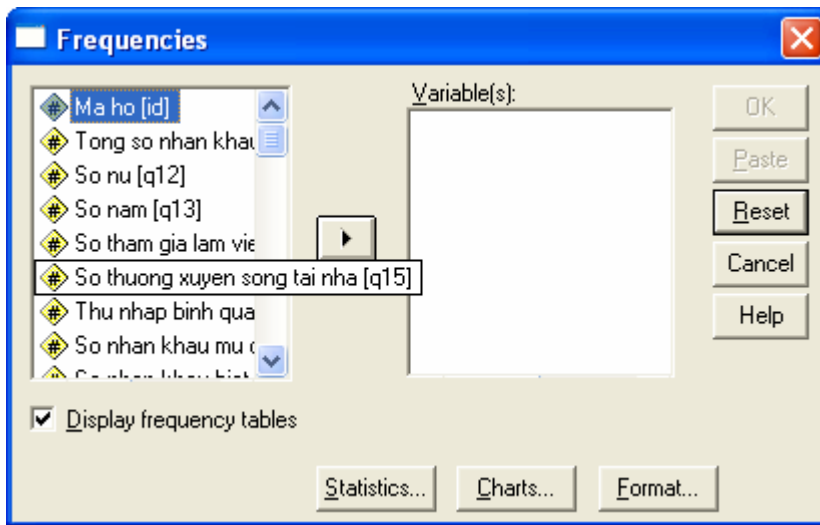 Frequencies
Ma ho [id]
Tong so nhan khau
So nu [q12]
So nam [q13]
So tham gia lam vie
So thuong xuyen song tai nha [q15]
Thu nhap binh qua
So nhan khau mu
Variable(s):
OK
Paste
Reset
Cancel
Help
Display frequency tables
Statistics...
Charts...
Format...